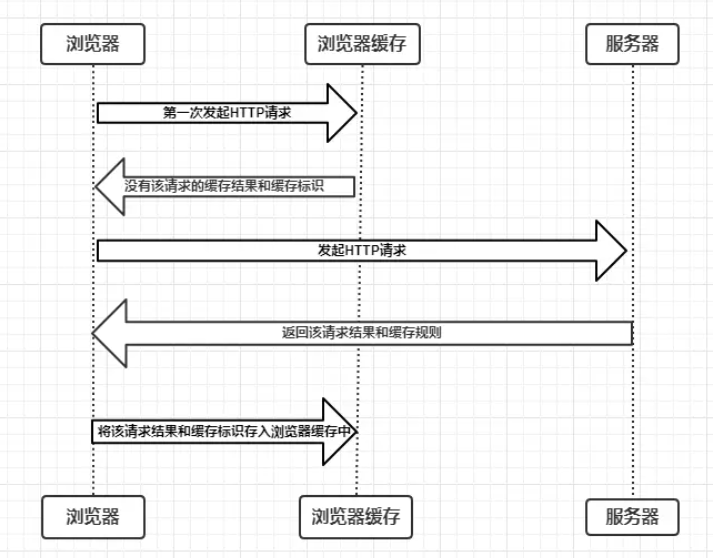 浏览器
浏览器缓存
服务器
第一次发起HTTP请求
没有该请求的缓存结果和缓存标识
发起HTTP请求
返回该请求结果和缓存规则
将该请求结果和缓存标识存入浏览器缓存中
浏览器
浏览器缓存
服务器